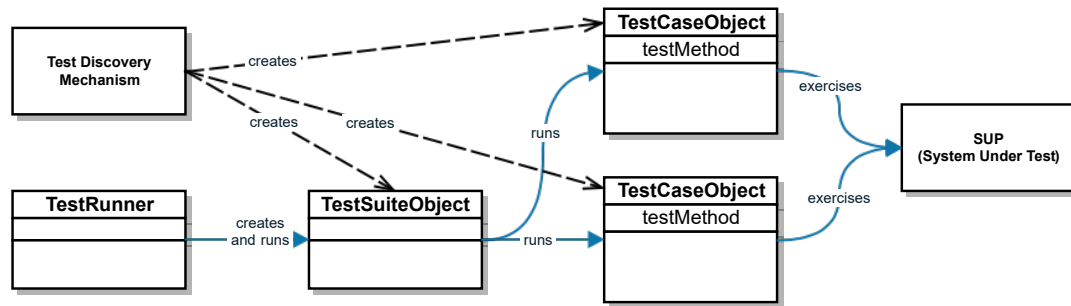 Test Discovery
Mechanism
creates
creates
creates
TestCaseObject
testMethod
exercises
runs
SUP
(System Under Test)
TestRunner
creates
and runs
TestSuiteObject
runs
TestCaseObject
testMethod
exercises